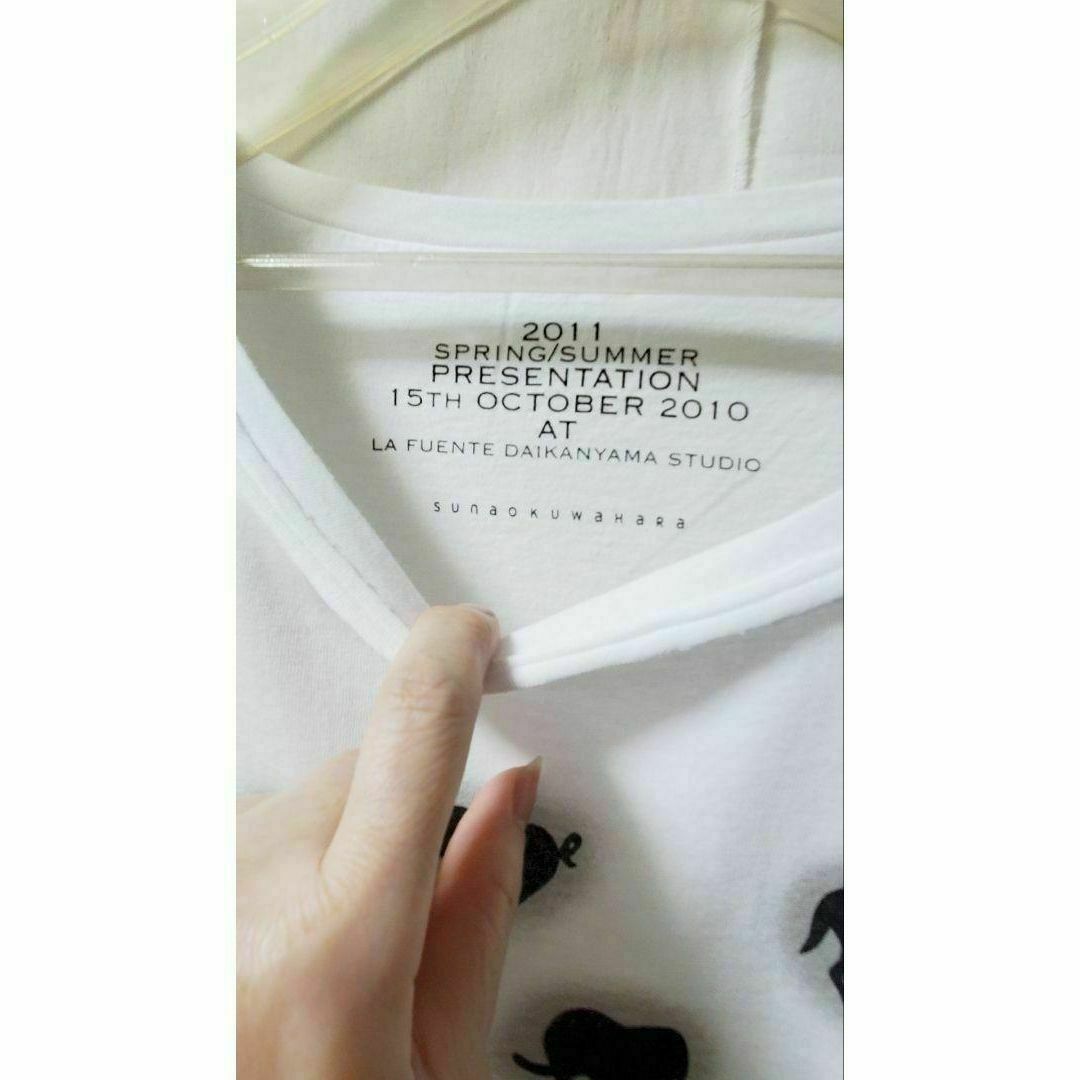 2011
SPRING/SUMMER
PRESENTATION
15TH OCTOBER 2010
AT
LA FUENTE DAIKANYAMA STUDIO
sunaoKuwaHaRa